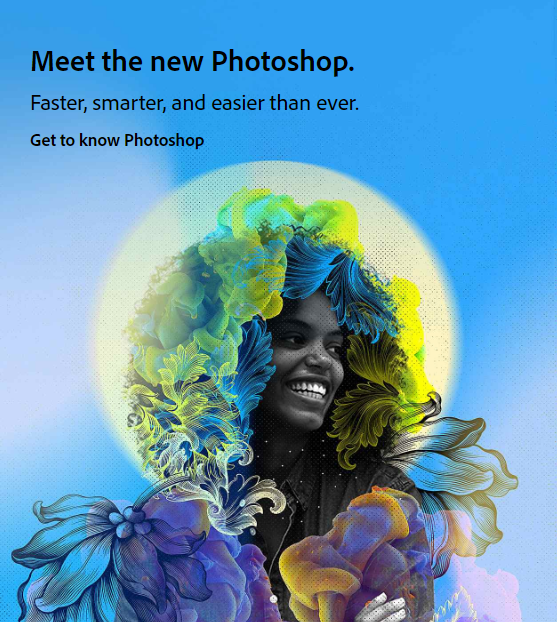 Meet the new Photoshop.
Faster, smarter, and easier than ever.
Get to know Photoshop